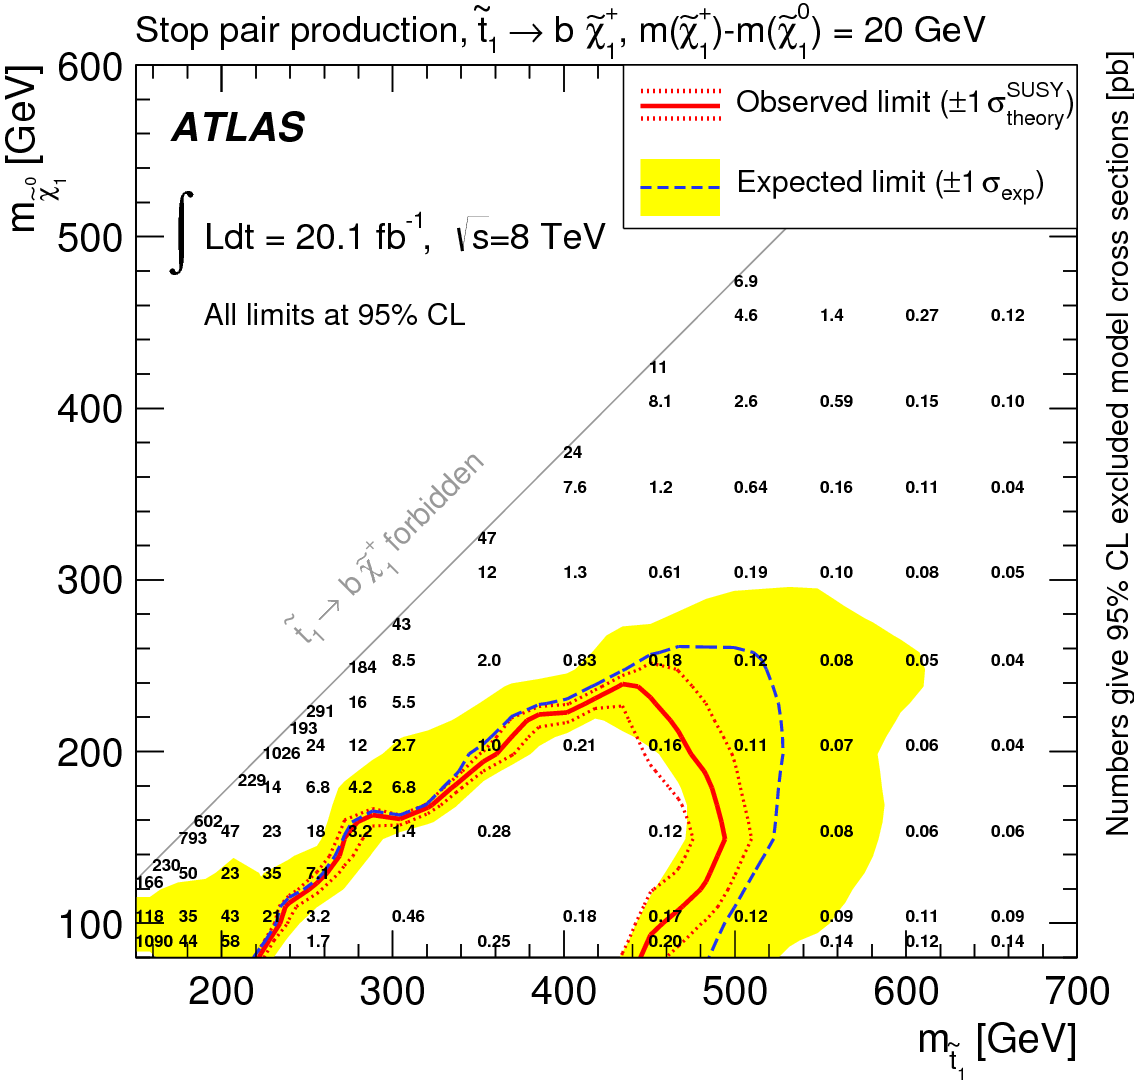 Stop pair production, t̃₁ → b χ̃₁⁺, m(χ̃₁⁺)-m(χ̃₁⁰) = 20 GeV
Numbers give 95% CL excluded model cross sections [pb]
m_χ̃₁⁰ [GeV]
600
500
400
300
200
100
ATLAS
∫ Ldt = 20.1 fb⁻¹, √s=8 TeV
All limits at 95% CL
Observed limit (±1 σ^SUSY_theory)
Expected limit (±1 σ_exp)
t̃₁ → b χ̃₁⁺ forbidden
6.9
4.6 1.4 0.27 0.12
11
8.1 2.6 0.59 0.15 0.10
24
7.6 1.2 0.64 0.16 0.11 0.04
47
12 1.3 0.61 0.19 0.10 0.08 0.05
43
184 8.5 2.0 0.83 0.18 0.12 0.08 0.05 0.04
16 5.5
291
193
24 12 2.7 1.0 0.21 0.16 0.11 0.07 0.06 0.04
1026
229 14 6.8 4.2 6.8
602
793 47 23 18 3.2 1.4 0.28 0.12 0.08 0.06 0.06
230
166 50 23 35 7.1
118 35 43 21 3.2 0.46 0.18 0.17 0.12 0.09 0.11 0.09
1090 44 58 1.7 0.25 0.20 0.14 0.12 0.14
200 300 400 500 600 700
m_t̃₁ [GeV]